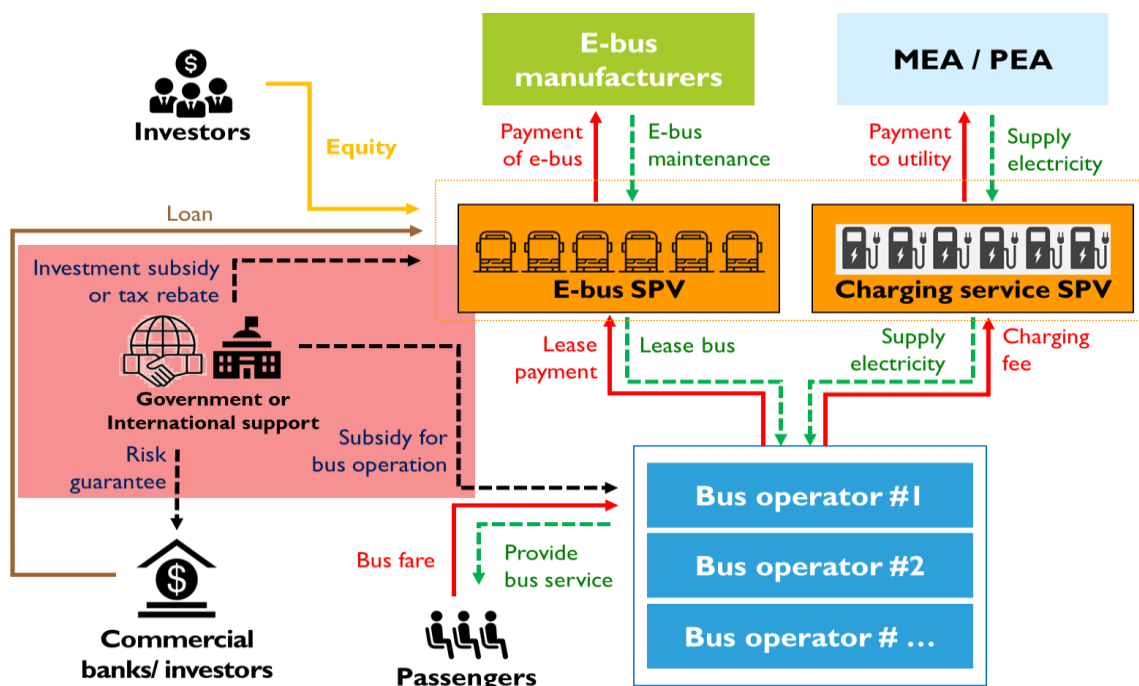 E-bus
manufacturers
MEA / PEA
Investors
Equity
Payment
of e-bus
E-bus
maintenance
Payment
to utility
Supply
electricity
Loan
Investment subsidy
or tax rebate
E-bus SPV
Charging service SPV
Government or
International support
Lease
payment
Lease bus
Supply
electricity
Charging
fee
Risk
guarantee
Subsidy for
bus operation
Bus operator #1
Bus operator #2
Bus operator # ...
Bus fare
Provide
bus service
Commercial
banks/ investors
Passengers